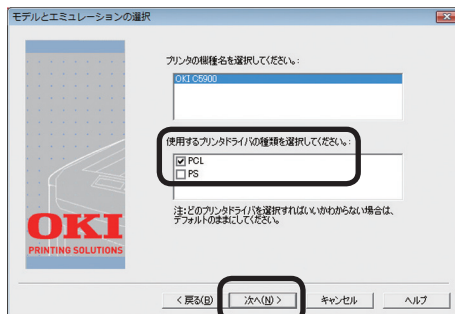 モデルとエミュレーションの選択
プリンタの機種名を選択してください。:
OKI C5900
使用するプリンタドライバの種類を選択してください。:
PCL
PS
注:どのプリンタドライバを選択すればいいかわからない場合は、
デフォルトのままにしてください。
OKI
PRINTING SOLUTIONS
< 戻る(B)
次へ(N) >
キャンセル
ヘルプ